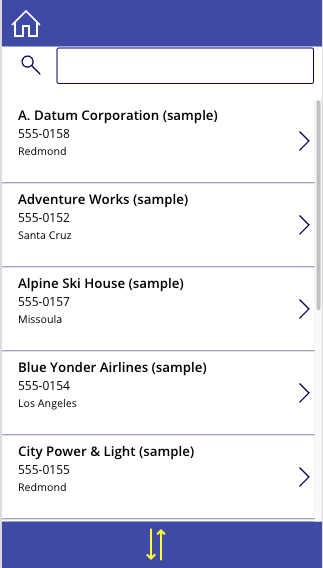 A. Datum Corporation (sample)
555-0158
Redmond
Adventure Works (sample)
555-0152
Santa Cruz
Alpine Ski House (sample)
555-0157
Missoula
Blue Yonder Airlines (sample)
555-0154
Los Angeles
City Power & Light (sample)
555-0155
Redmond